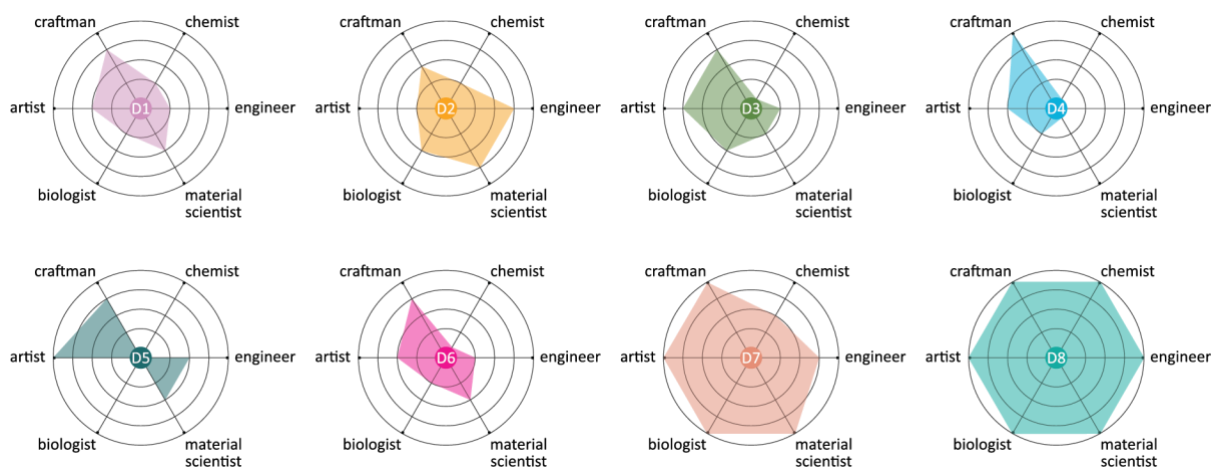 craftman chemist craftman chemist craftman chemist craftman chemist
artist D1 engineer artist D2 engineer artist D3 engineer artist D4 engineer
biologist material biologist material biologist material biologist material
scientist scientist scientist scientist
craftman chemist craftman chemist craftman chemist craftman chemist
artist D5 engineer artist D6 engineer artist D7 engineer artist D8 engineer
biologist material biologist material biologist material biologist material
scientist scientist scientist scientist